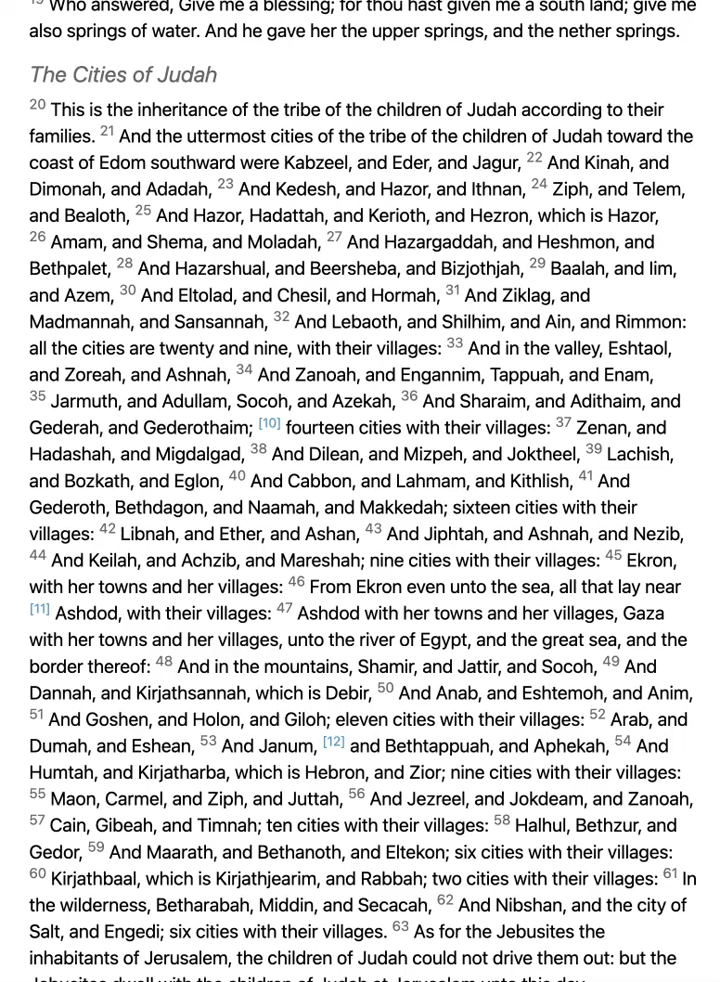 19 Who answered, Give me a blessing; for thou hast given me a south land; give me
also springs of water. And he gave her the upper springs, and the nether springs.
The Cities of Judah
20 This is the inheritance of the tribe of the children of Judah according to their
families. 21 And the uttermost cities of the tribe of the children of Judah toward the
coast of Edom southward were Kabzeel, and Eder, and Jagur, 22 And Kinah, and
Dimonah, and Adadah, 23 And Kedesh, and Hazor, and Ithnan, 24 Ziph, and Telem,
and Bealoth, 25 And Hazor, Hadattah, and Kerioth, and Hezron, which is Hazor,
26 Amam, and Shema, and Moladah, 27 And Hazargaddah, and Heshmon, and
Bethpalet, 28 And Hazarshual, and Beersheba, and Bizjothjah, 29 Baalah, and Iim,
and Azem, 30 And Eltolad, and Chesil, and Hormah, 31 And Ziklag, and
Madmannah, and Sansannah, 32 And Lebaoth, and Shilhim, and Ain, and Rimmon:
all the cities are twenty and nine, with their villages: 33 And in the valley, Eshtaol,
and Zoreah, and Ashnah, 34 And Zanoah, and Engannim, Tappuah, and Enam,
35 Jarmuth, and Adullam, Socoh, and Azekah, 36 And Sharaim, and Adithaim, and
Gederah, and Gederothaim; [10] fourteen cities with their villages: 37 Zenan, and
Hadashah, and Migdalgad, 38 And Dilean, and Mizpeh, and Joktheel, 39 Lachish,
and Bozkath, and Eglon, 40 And Cabbon, and Lahmam, and Kithlish, 41 And
Gederoth, Bethdagon, and Naamah, and Makkedah; sixteen cities with their
villages: 42 Libnah, and Ether, and Ashan, 43 And Jiphtah, and Ashnah, and Nezib,
44 And Keilah, and Achzib, and Mareshah; nine cities with their villages: 45 Ekron,
with her towns and her villages: 46 From Ekron even unto the sea, all that lay near
[11] Ashdod, with their villages: 47 Ashdod with her towns and her villages, Gaza
with her towns and her villages, unto the river of Egypt, and the great sea, and the
border thereof: 48 And in the mountains, Shamir, and Jattir, and Socoh, 49 And
Dannah, and Kirjathsannah, which is Debir, 50 And Anab, and Eshtemoh, and Anim,
51 And Goshen, and Holon, and Giloh; eleven cities with their villages: 52 Arab, and
Dumah, and Eshean, 53 And Janum, [12] and Bethtappuah, and Aphekah, 54 And
Humtah, and Kirjatharba, which is Hebron, and Zior; nine cities with their villages:
55 Maon, Carmel, and Ziph, and Juttah, 56 And Jezreel, and Jokdeam, and Zanoah,
57 Cain, Gibeah, and Timnah; ten cities with their villages: 58 Halhul, Bethzur, and
Gedor, 59 And Maarath, and Bethanoth, and Eltekon; six cities with their villages:
60 Kirjathbaal, which is Kirjathjearim, and Rabbah; two cities with their villages: 61 In
the wilderness, Betharabah, Middin, and Secacah, 62 And Nibshan, and the city of
Salt, and Engedi; six cities with their villages. 63 As for the Jebusites the
inhabitants of Jerusalem, the children of Judah could not drive them out: but the
Jebusites dwell with the children of Judah at Jerusalem unto this day.